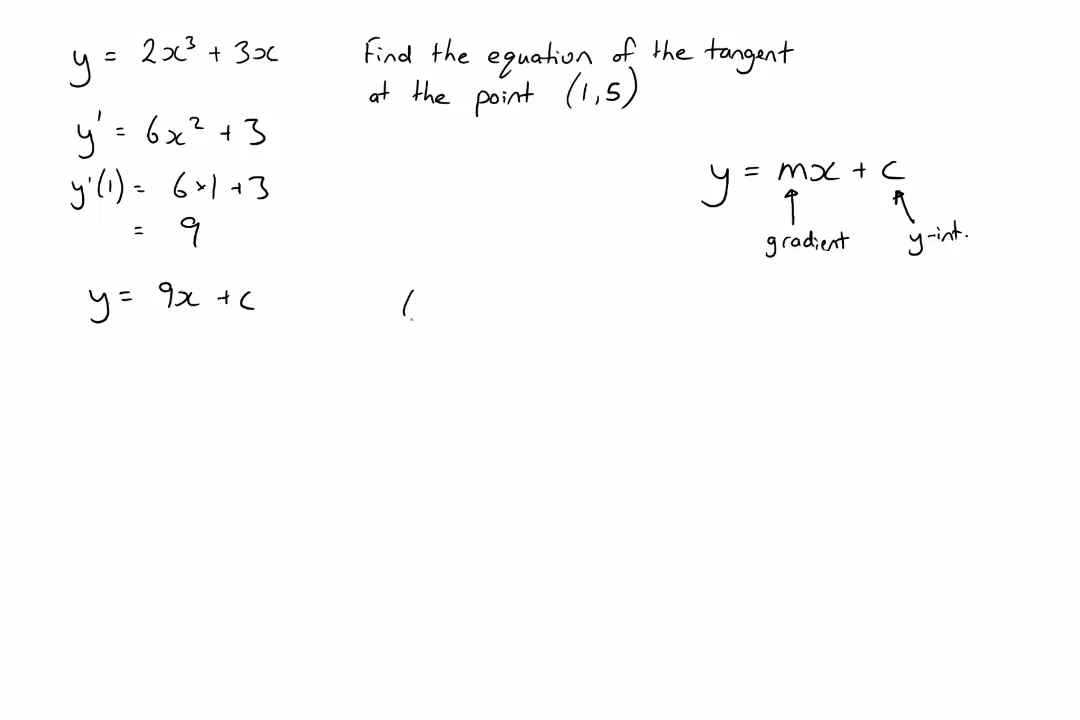 y = 2x³ + 3x
Find the equation of the tangent
at the point (1,5)
y' = 6x² + 3
y'(1) = 6×1 + 3
= 9
y = mx + c
gradient
y-int.
y = 9x + c
(